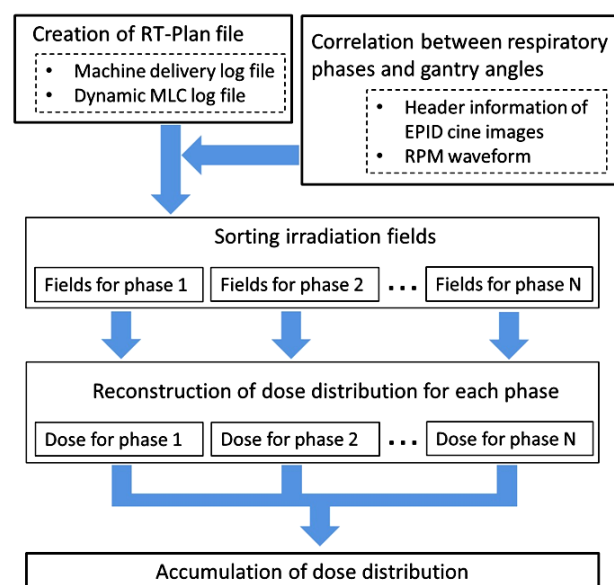 Creation of RT-Plan file
• Machine delivery log file
• Dynamic MLC log file
Correlation between respiratory
phases and gantry angles
• Header information of
EPID cine images
• RPM waveform
Sorting irradiation fields
Fields for phase 1
Fields for phase 2
...
Fields for phase N
Reconstruction of dose distribution for each phase
Dose for phase 1
Dose for phase 2
...
Dose for phase N
Accumulation of dose distribution